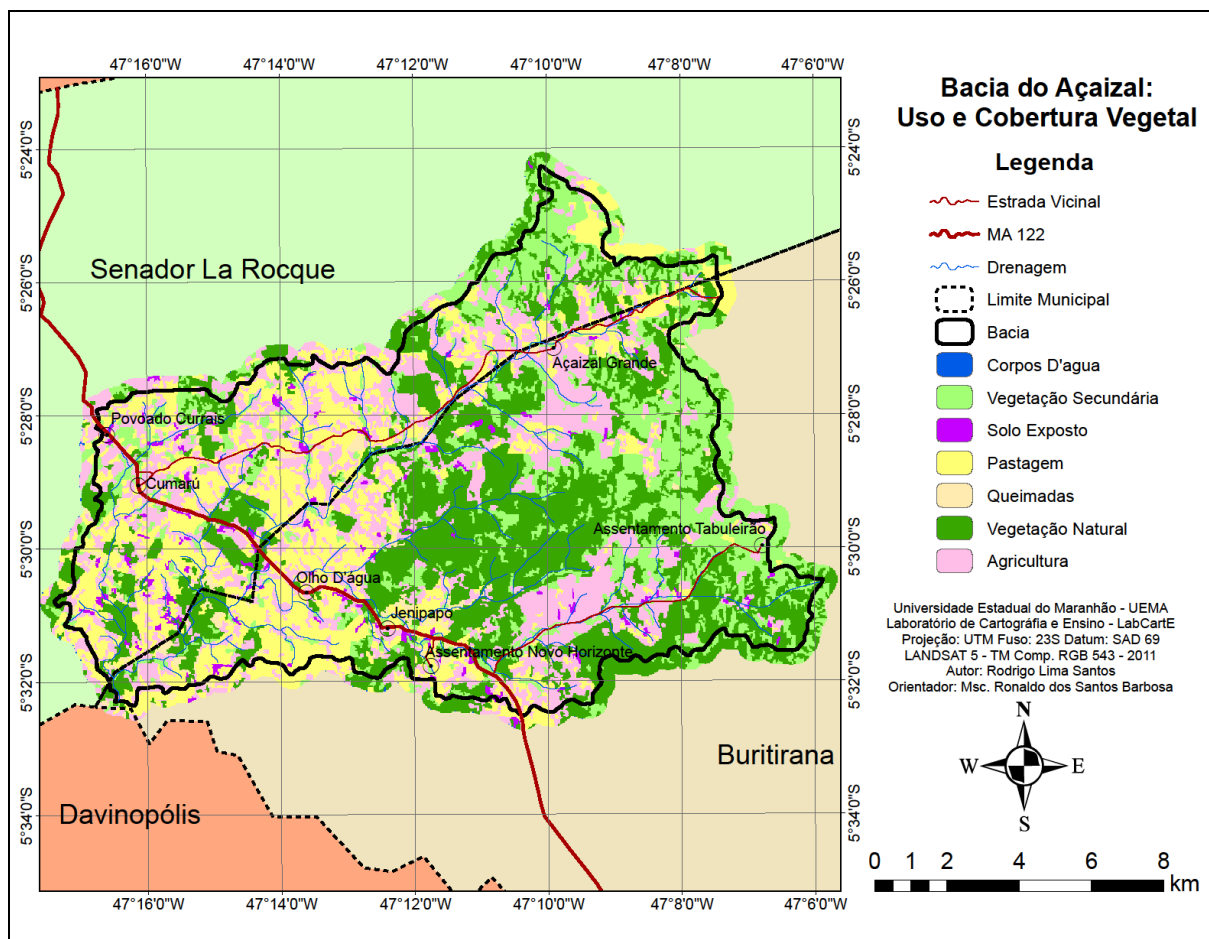 Bacia do Açaizal:
Uso e Cobertura Vegetal
Legenda
Estrada Vicinal
MA 122
Drenagem
Limite Municipal
Bacia
Corpos D'agua
Vegetação Secundária
Solo Exposto
Pastagem
Queimadas
Vegetação Natural
Agricultura
Universidade Estadual do Maranhão - UEMA
Laboratório de Cartográfia e Ensino - LabCartE
Projeção: UTM Fuso: 23S Datum: SAD 69
LANDSAT 5 - TM Comp. RGB 543 - 2011
Autor: Rodrigo Lima Santos
Orientador: Msc. Ronaldo dos Santos Barbosa
N
W E
S
0 1 2 4 6 8
km
47°16'0"W 47°14'0"W 47°12'0"W 47°10'0"W 47°8'0"W 47°6'0"W
5°24'0"S 5°24'0"S
5°26'0"S 5°26'0"S
5°28'0"S 5°28'0"S
5°30'0"S 5°30'0"S
5°32'0"S 5°32'0"S
5°34'0"S 5°34'0"S
Senador La Rocque
Açaizal Grande
Povoado Currais
Cumarú
Assentamento Tabuleirão
Olho D'água
Jenipapo
Assentamento Novo Horizonte
Buritirana
Davinopólis
47°16'0"W 47°14'0"W 47°12'0"W 47°10'0"W 47°8'0"W 47°6'0"W